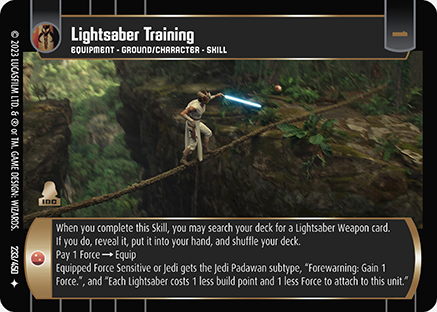 Lightsaber Training
EQUIPMENT - GROUND/CHARACTER - SKILL
IDC
When you complete this Skill, you may search your deck for a Lightsaber Weapon card.
If you do, reveal it, put it into your hand, and shuffle your deck.
Pay 1 Force → Equip
Equipped Force Sensitive or Jedi gets the Jedi Padawan subtype, “Forewarning: Gain 1
Force.”, and “Each Lightsaber costs 1 less build point and 1 less Force to attach to this unit.”
© 2023 LUCASFILM LTD. & ® or TM. GAME DESIGN: WIZARDS.